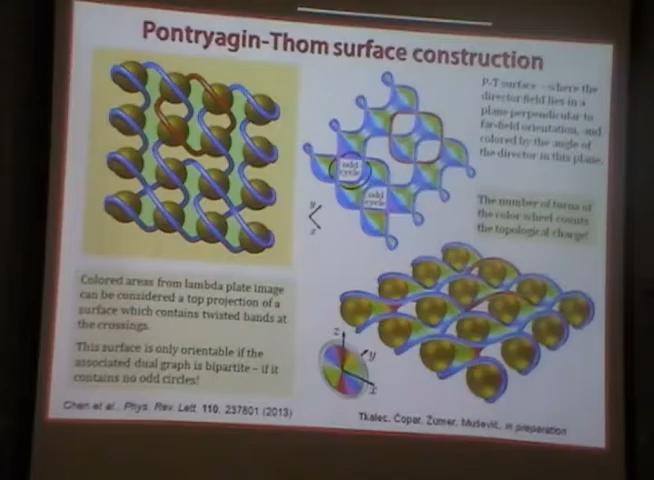 Pontryagin-Thom surface construction
P-T surface - where the
director field lies in a
plane perpendicular to
far-field orientation, and
colored by the angle of
the director in this plane.
odd
cycle
odd
cycle
y
x
The number of turns of
the color wheel counts
the topological charge!
Colored areas from lambda plate image
can be considered a top projection of a
surface which contains twisted bands at
the crossings.
This surface is only orientable if the
associated dual graph is bipartite – if it
contains no odd circles!
z
y
x
Chen et al., Phys. Rev. Lett. 110, 237801 (2013)
Tkalec, Čopar, Žumer, Muševič, in preparation